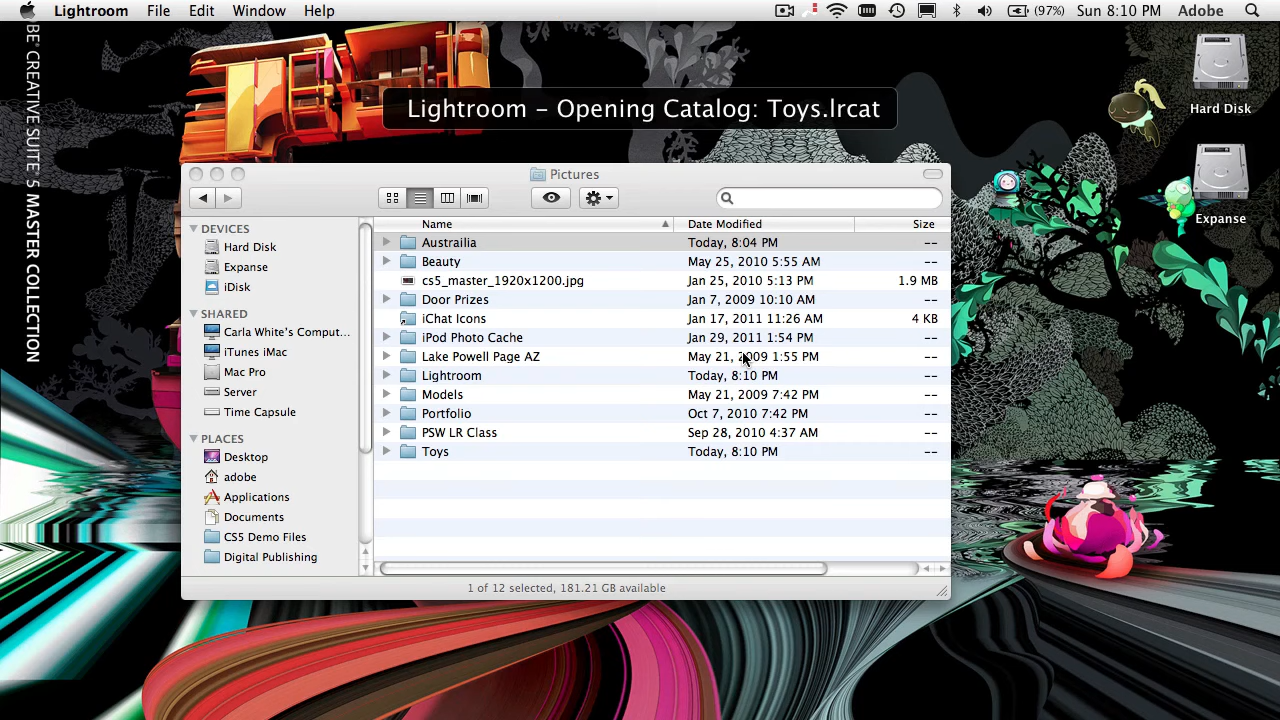 Lightroom File Edit Window Help (97%) Sun 8:10 PM Adobe
BE® CREATIVE SUITE® 5 MASTER COLLECTION
Lightroom – Opening Catalog: Toys.lrcat
Hard Disk
Expanse
Pictures
Name Date Modified Size
DEVICES
Hard Disk
Expanse
iDisk
SHARED
Carla White's Comput...
iTunes iMac
Mac Pro
Server
Time Capsule
PLACES
Desktop
adobe
Applications
Documents
CS5 Demo Files
Digital Publishing
Austrailia Today, 8:04 PM --
Beauty May 25, 2010 5:55 AM --
cs5_master_1920x1200.jpg Jan 25, 2010 5:13 PM 1.9 MB
Door Prizes Jan 7, 2009 10:10 AM --
iChat Icons Jan 17, 2011 11:26 AM 4 KB
iPod Photo Cache Jan 29, 2011 1:54 PM --
Lake Powell Page AZ May 21, 2009 1:55 PM --
Lightroom Today, 8:10 PM --
Models May 21, 2009 7:42 PM --
Portfolio Oct 7, 2010 7:42 PM --
PSW LR Class Sep 28, 2010 4:37 AM --
Toys Today, 8:10 PM --
1 of 12 selected, 181.21 GB available